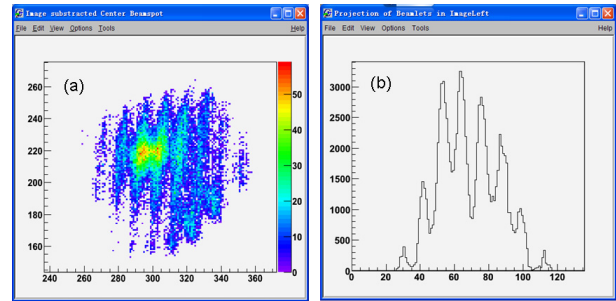 Image substracted Center Beamspot
File Edit View Options Tools Help
(a)
260
240
220
200
180
160
240 260 280 300 320 340 360
50
40
30
20
10
0
Projection of Beamlets in ImageLeft
File Edit View Options Tools Help
(b)
3000
2500
2000
1500
1000
500
0
0 20 40 60 80 100 120